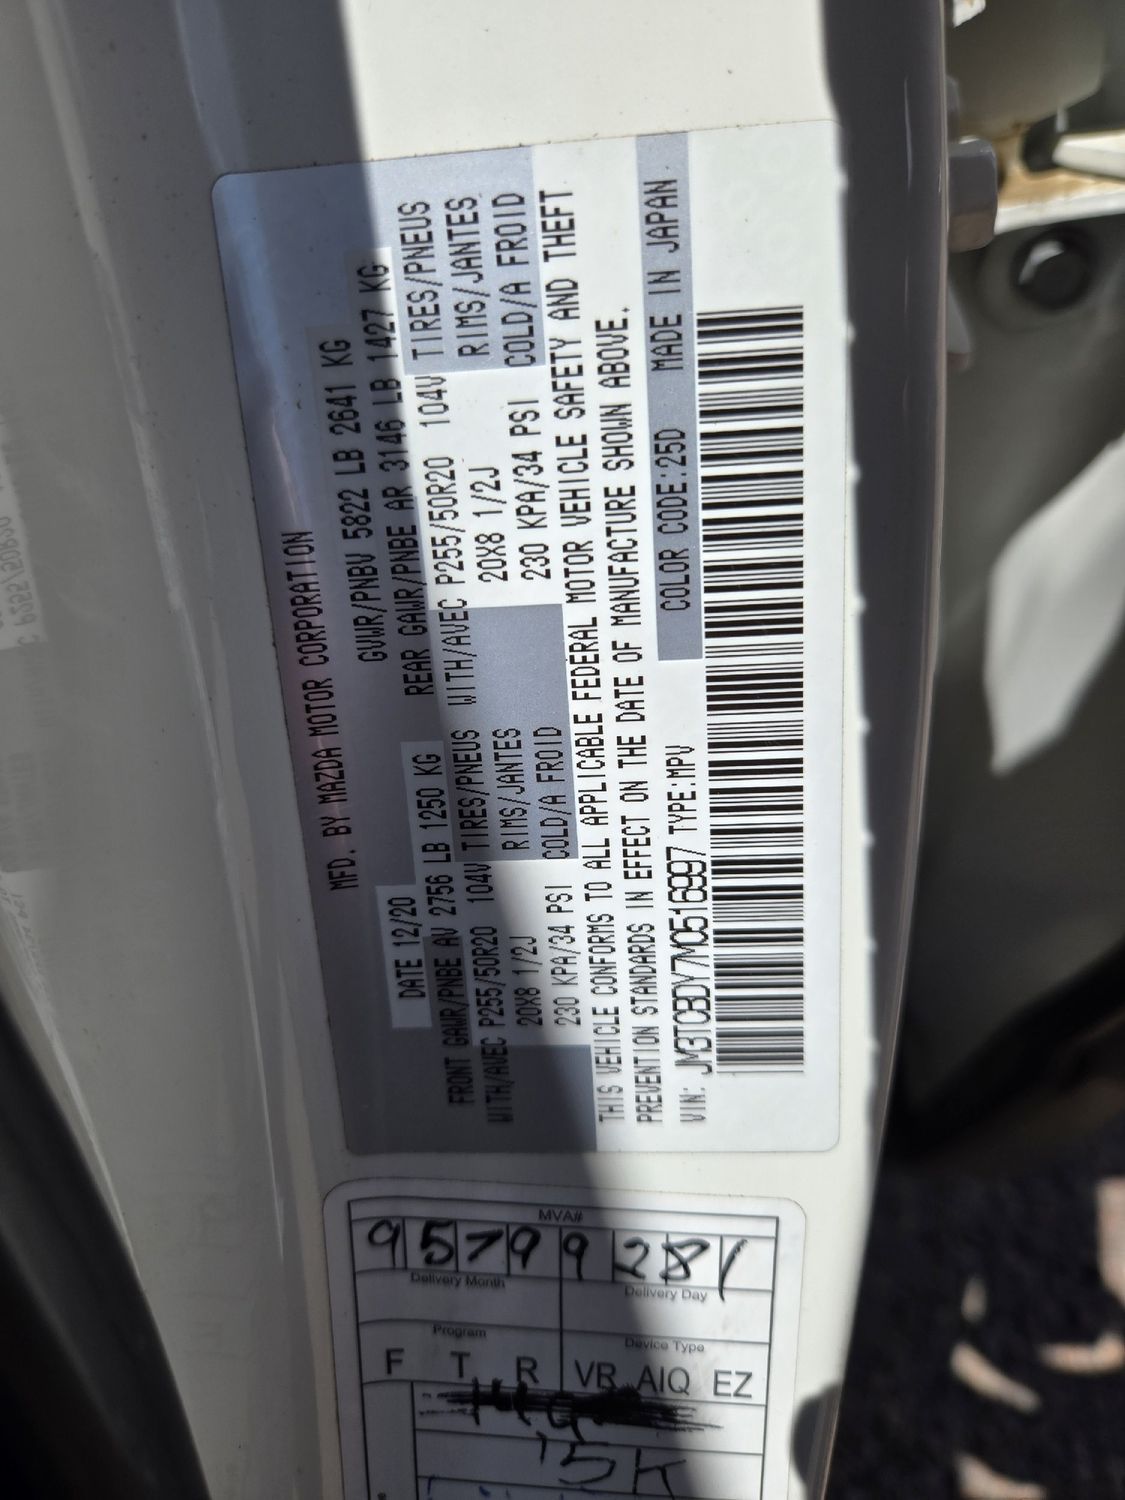 MFD. BY MAZDA MOTOR CORPORATION
DATE 12/20
GVWR/PNBV 5822 LB 2641 KG
FRONT GAWR/PNBE AV 2756 LB 1250 KG
REAR GAWR/PNBE AR 3146 LB 1427 KG
WITH/AVEC P255/50R20 104V TIRES/PNEUS
WITH/AVEC P255/50R20 104V TIRES/PNEUS
20X8 1/2J RIMS/JANTES
20X8 1/2J RIMS/JANTES
230 KPA/34 PSI COLD/A FROID
230 KPA/34 PSI COLD/A FROID
THIS VEHICLE CONFORMS TO ALL APPLICABLE FEDERAL MOTOR VEHICLE SAFETY AND THEFT
PREVENTION STANDARDS IN EFFECT ON THE DATE OF MANUFACTURE SHOWN ABOVE.
COLOR CODE:25D MADE IN JAPAN
VIN: JM3TCBDY7M0516997 TYPE:MPV
MVA#
95799281
Delivery Month Delivery Day
Program Device Type
F T R VR AIQ EZ
15K